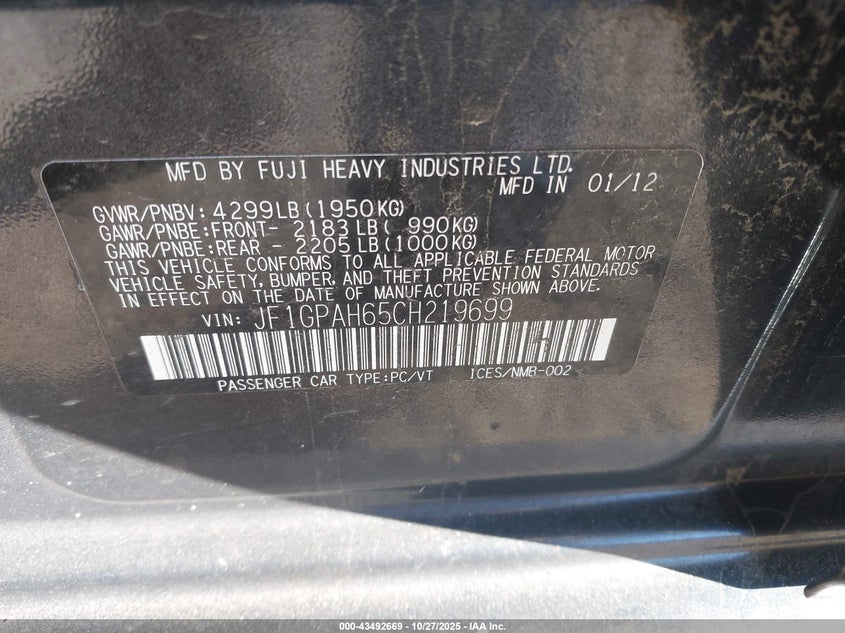 MFD BY FUJI HEAVY INDUSTRIES LTD.
MFD IN 01/12
GVWR/PNBV: 4299LB(1950KG)
GAWR/PNBE:FRONT- 2183LB( 990KG)
GAWR/PNBE:REAR - 2205LB(1000KG)
THIS VEHICLE CONFORMS TO ALL APPLICABLE FEDERAL MOTOR
VEHICLE SAFETY, BUMPER, AND THEFT PREVENTION STANDARDS
IN EFFECT ON THE DATE OF MANUFACTURE SHOWN ABOVE.
VIN: JF1GPAH65CH219699
PASSENGER CAR TYPE:PC/VT ICES/NMB-002
000-43492669 | 10/27/2025 | IAA Inc.